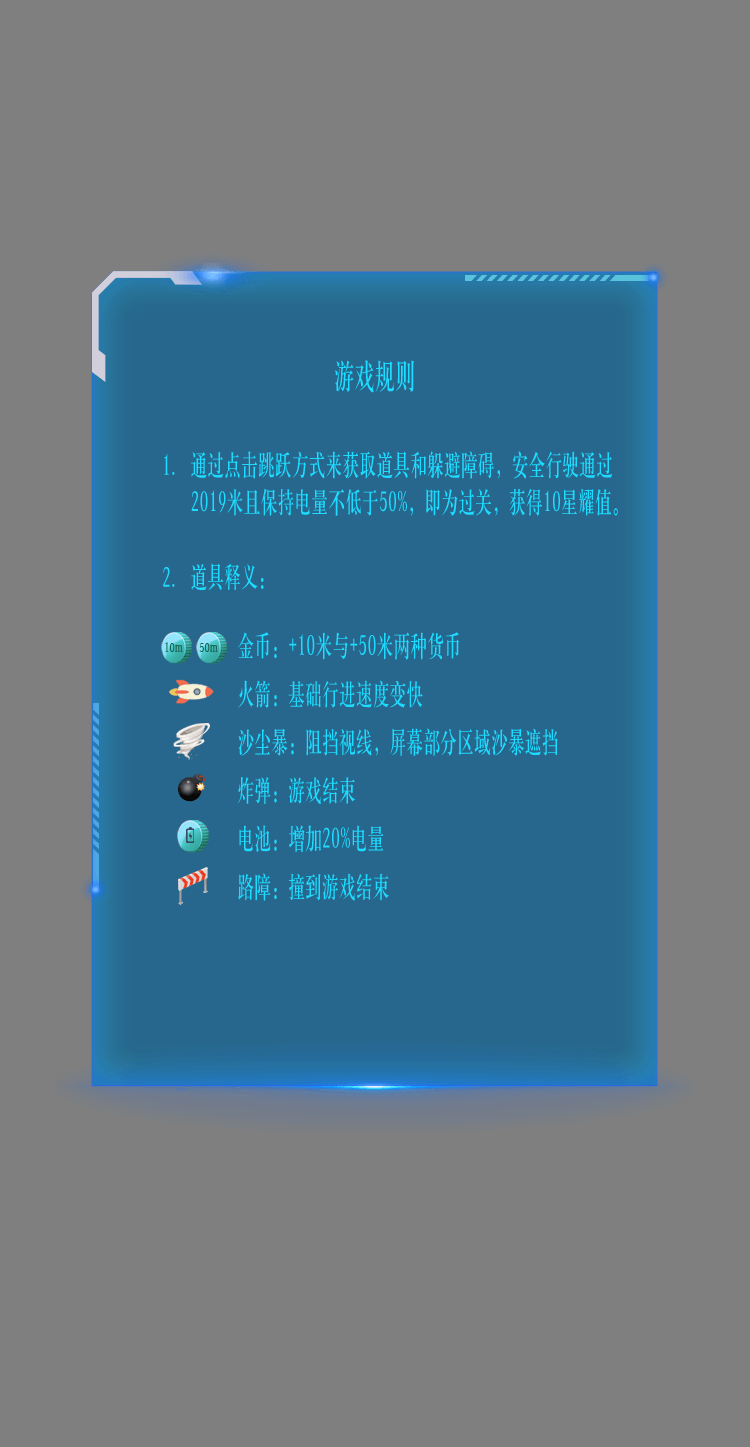 游戏规则
1. 通过点击跳跃方式来获取道具和躲避障碍，安全行驶通过
2019米且保持电量不低于50%，即为过关，获得10星耀值。
2. 道具释义：
10m 50m 金币：+10米与+50米两种货币
火箭：基础行进速度变快
沙尘暴：阻挡视线，屏幕部分区域沙暴遮挡
炸弹：游戏结束
电池：增加20%电量
路障：撞到游戏结束